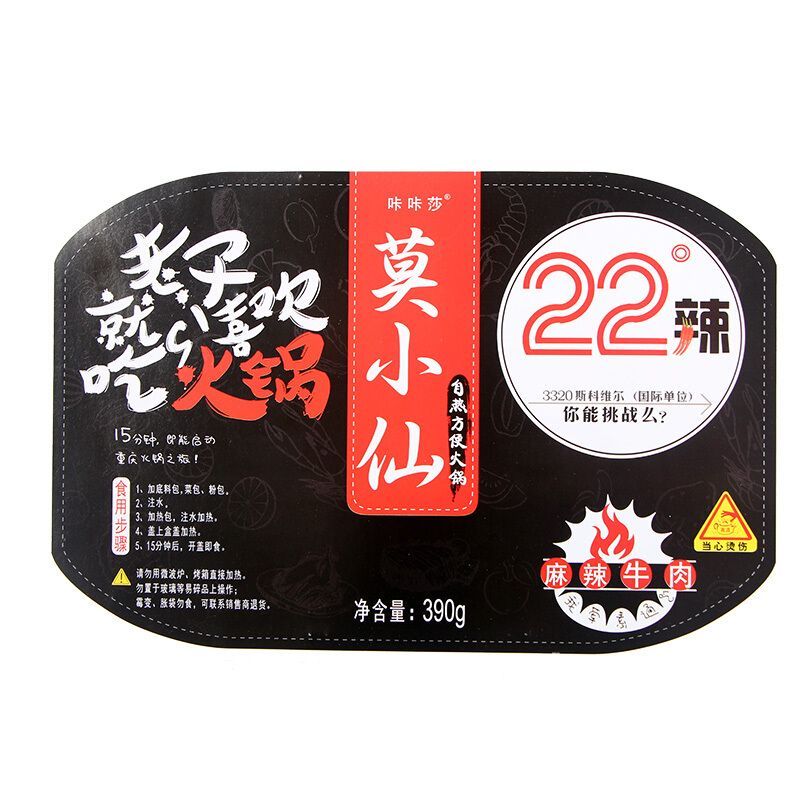 老子
就是喜欢
吃火锅
15分钟，即能启动
重庆火锅之旅！
食用步骤
1、加底料包，菜包、粉包。
2、注水。
3、加热包，注水加热。
4、盖上盒盖加热。
5、15分钟后，开盖即食。
请勿用微波炉、烤箱直接加热。
勿置于玻璃等易碎品上操作；
霉变、胀袋勿食，可联系销售商退货。
咔咔莎®
莫小仙
自热方便火锅
净含量：390g
22°辣
3320斯科维尔（国际单位）
你能挑战么？
当心烫伤
麻辣牛肉